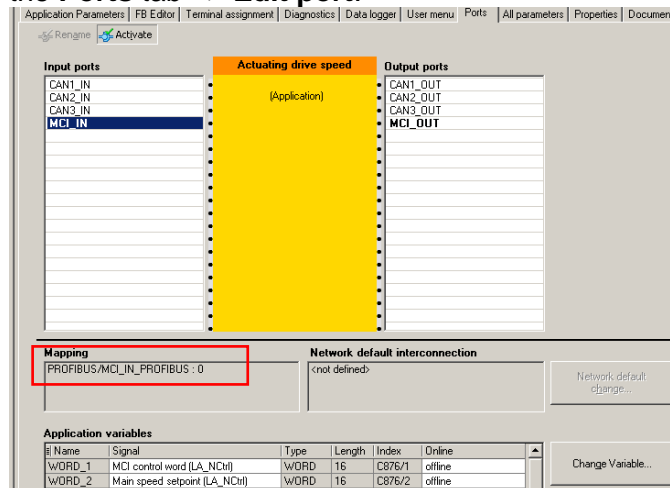 the Ports tab → Edit port.
Application Parameters FB Editor Terminal assignment Diagnostics Data logger User menu Ports All parameters Properties Documen
Rename Activate
Input ports Actuating drive speed Output ports
CAN1_IN CAN1_OUT
CAN2_IN (Application) CAN2_OUT
CAN3_IN CAN3_OUT
MCI_IN MCI_OUT
Mapping Network default interconnection
PROFIBUS/MCI_IN_PROFIBUS : 0 <not defined>
Network default
change...
Application variables
Name Signal Type Length Index Online
WORD_1 MCI control word (LA_NCtrl) WORD 16 C876/1 offline
Change Variable...
WORD_2 Main speed setpoint (LA_NCtrl) WORD 16 C876/2 offline